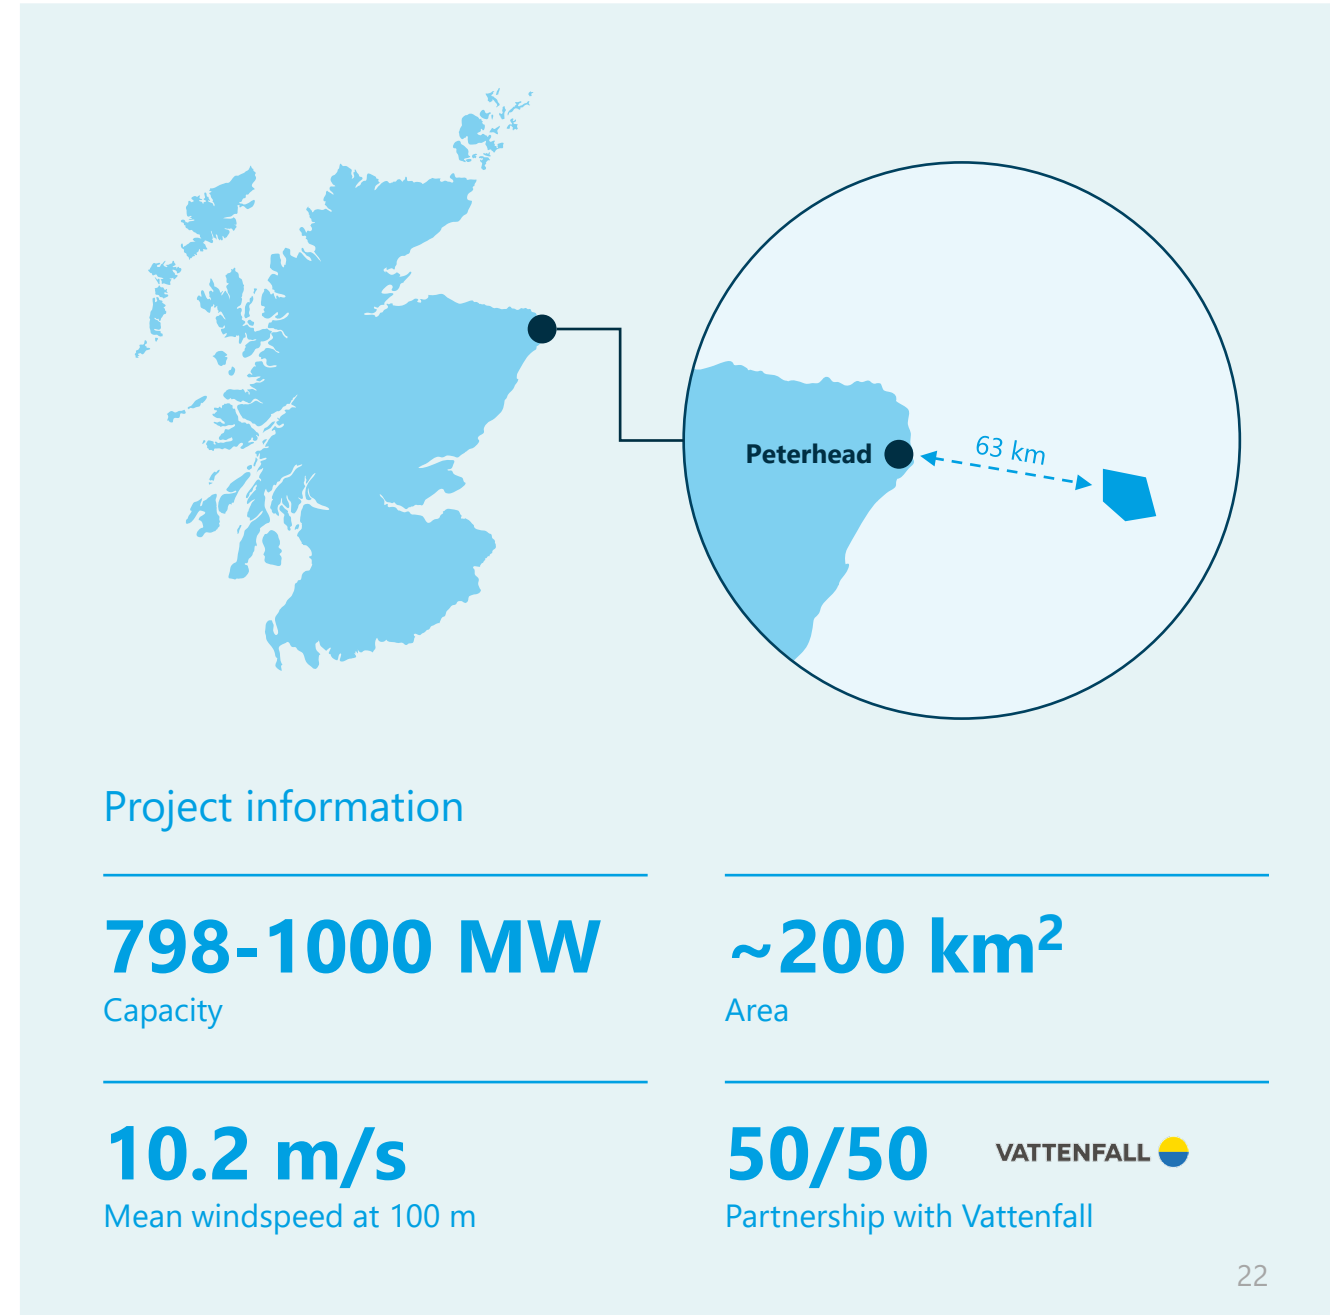 Peterhead
63 km
Project information
798-1000 MW
Capacity
~200 km²
Area
10.2 m/s
Mean windspeed at 100 m
50/50
VATTENFALL
Partnership with Vattenfall
22